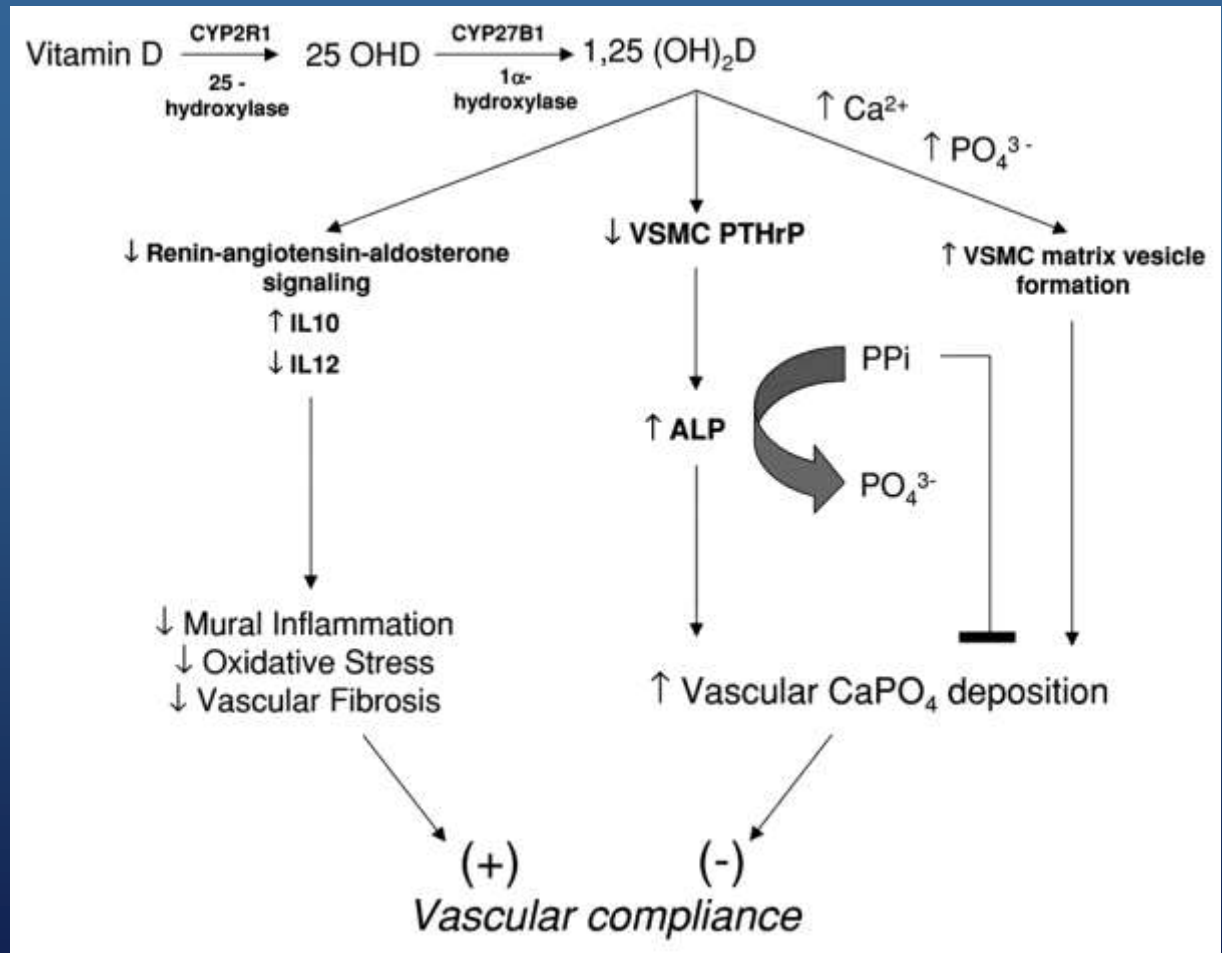 CYP2R1
CYP27B1
Vitamin D
25 OHD
1,25 (OH)₂D
25 -
hydroxylase
1α-
hydroxylase
↑ Ca²⁺
↑ PO₄³⁻
↓ Renin-angiotensin-aldosterone
signaling
↑ IL10
↓ IL12
↓ VSMC PTHrP
↑ VSMC matrix vesicle
formation
PPi
↑ ALP
PO₄³⁻
↓ Mural Inflammation
↓ Oxidative Stress
↓ Vascular Fibrosis
↑ Vascular CaPO₄ deposition
(+)
(-)
Vascular compliance